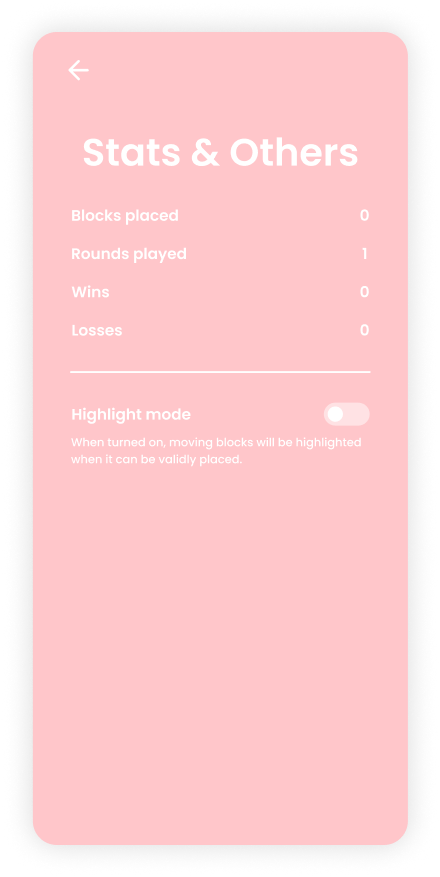 Stats & Others
Blocks placed 0
Rounds played 1
Wins 0
Losses 0
Highlight mode
When turned on, moving blocks will be highlighted
when it can be validly placed.